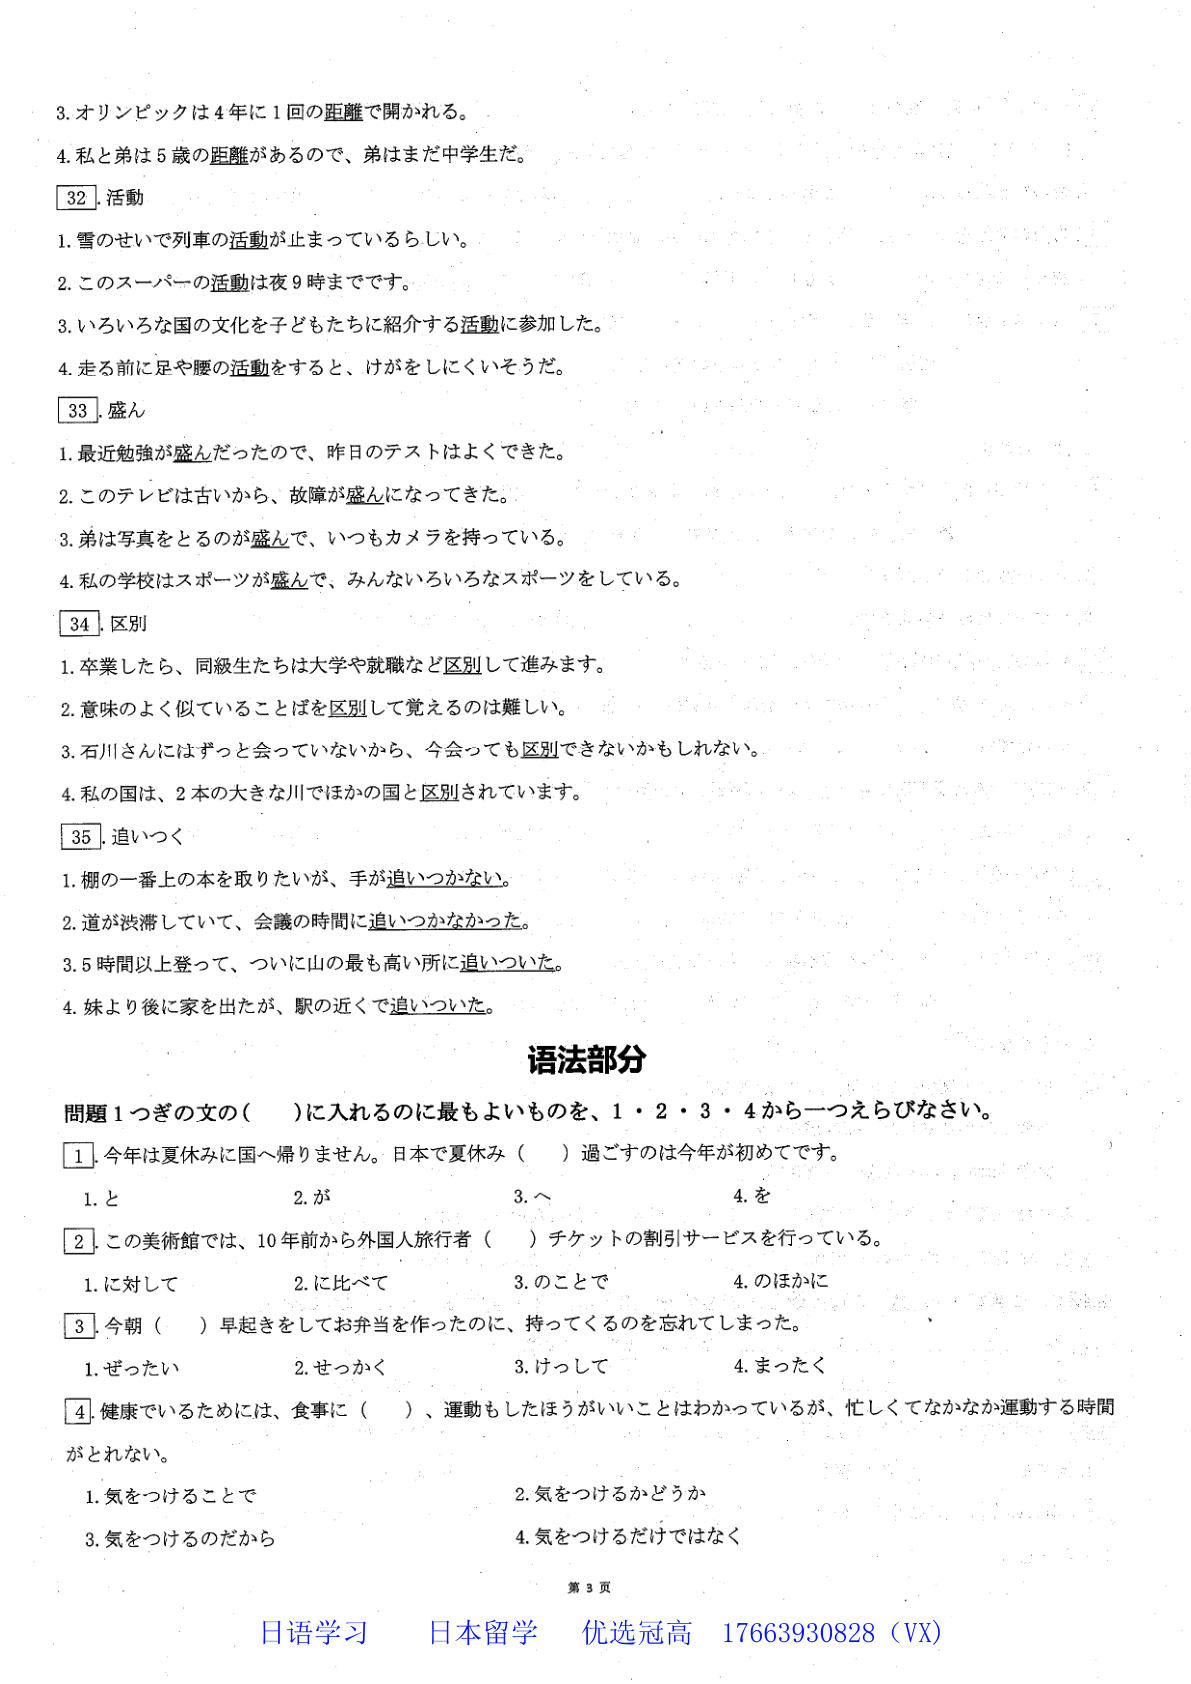 3.オリンピックは4年に1回の距離で開かれる。
4.私と弟は5歳の距離があるので、弟はまだ中学生だ。
32.活動
1.雪のせいで列車の活動が止まっているらしい。
2.このスーパーの活動は夜9時までです。
3.いろいろな国の文化を子どもたちに紹介する活動に参加した。
4.走る前に足や腰の活動をすると、けがをしにくいそうだ。
33.盛ん
1.最近勉強が盛んだったので、昨日のテストはよくできた。
2.このテレビは古いから、故障が盛んになってきた。
3.弟は写真をとるのが盛んで、いつもカメラを持っている。
4.私の学校はスポーツが盛んで、みんないろいろなスポーツをしている。
34.区別
1.卒業したら、同級生たちは大学や就職など区別して進みます。
2.意味のよく似ていることばを区別して覚えるのは難しい。
3.石川さんにはずっと会っていないから、今会っても区別できないかもしれない。
4.私の国は、2本の大きな川でほかの国と区別されています。
35.追いつく
1.棚の一番上の本を取りたいが、手が追いつかない。
2.道が渋滞していて、会議の時間に追いつかなかった。
3.5時間以上登って、ついに山の最も高い所に追いついた。
4.妹より後に家を出たが、駅の近くで追いついた。
语法部分
問題1つぎの文の(　　)に入れるのに最もよいものを、1・2・3・4から一つえらびなさい。
1.今年は夏休みに国へ帰りません。日本で夏休み（　　）過ごすのは今年が初めてです。
1.と　2.が　3.へ　4.を
2.この美術館では、10年前から外国人旅行者（　　）チケットの割引サービスを行っている。
1.に対して　2.に比べて　3.のことで　4.のほかに
3.今朝（　　）早起きをしてお弁当を作ったのに、持ってくるのを忘れてしまった。
1.ぜったい　2.せっかく　3.けっして　4.まったく
4.健康でいるためには、食事に（　　）、運動もしたほうがいいことはわかっているが、忙しくてなかなか運動する時間
がとれない。
1.気をつけることで　2.気をつけるかどうか
3.気をつけるのだから　4.気をつけるだけではなく
第 3 页
日语学习　日本留学　优选冠高　17663930828（VX)